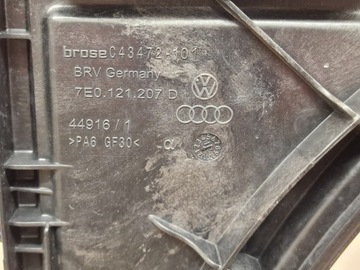 brose C43472-101
BRV Germany
7E0.121.207 D
44916/1
>PA6 GF30<